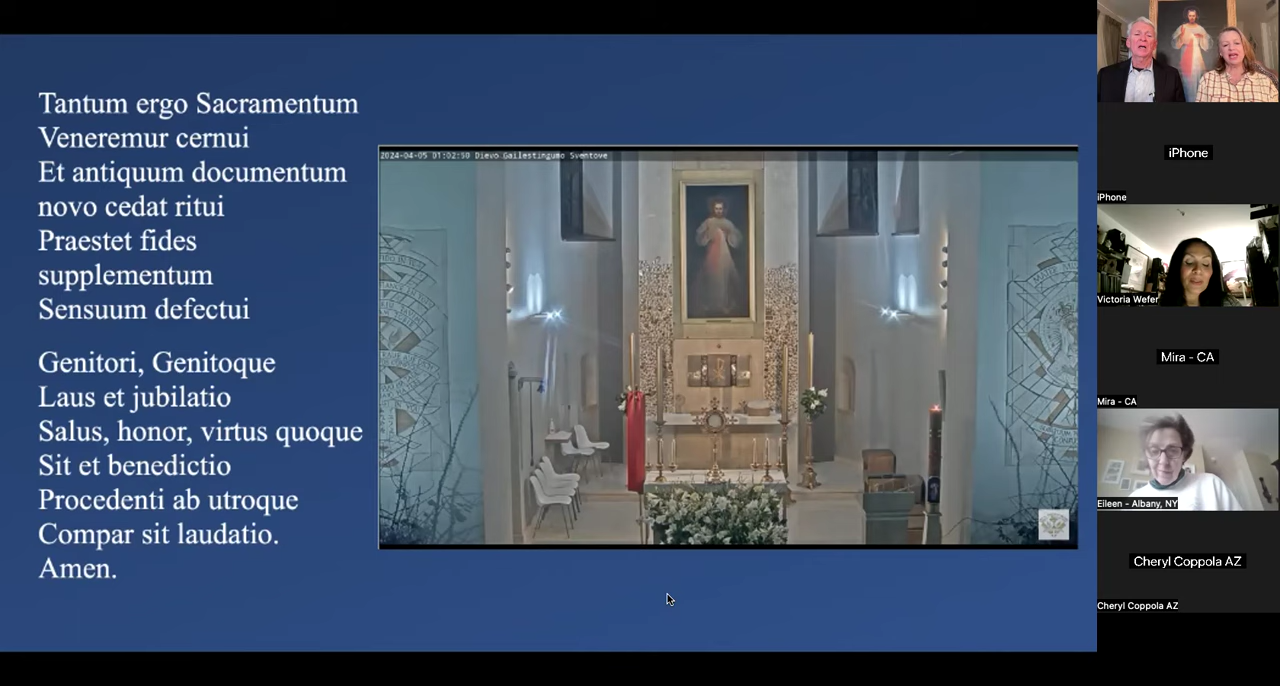 Tantum ergo Sacramentum
Veneremur cernui
Et antiquum documentum
novo cedat ritui
Praestet fides
supplementum
Sensuum defectui
Genitori, Genitoque
Laus et jubilatio
Salus, honor, virtus quoque
Sit et benedictio
Procedenti ab utroque
Compar sit laudatio.
Amen.
2024-04-05 01:02:50 Dievo Gailestingumo Sventove
iPhone
iPhone
Victoria Wefer
Mira - CA
Mira - CA
Eileen - Albany, NY
Cheryl Coppola AZ
Cheryl Coppola AZ